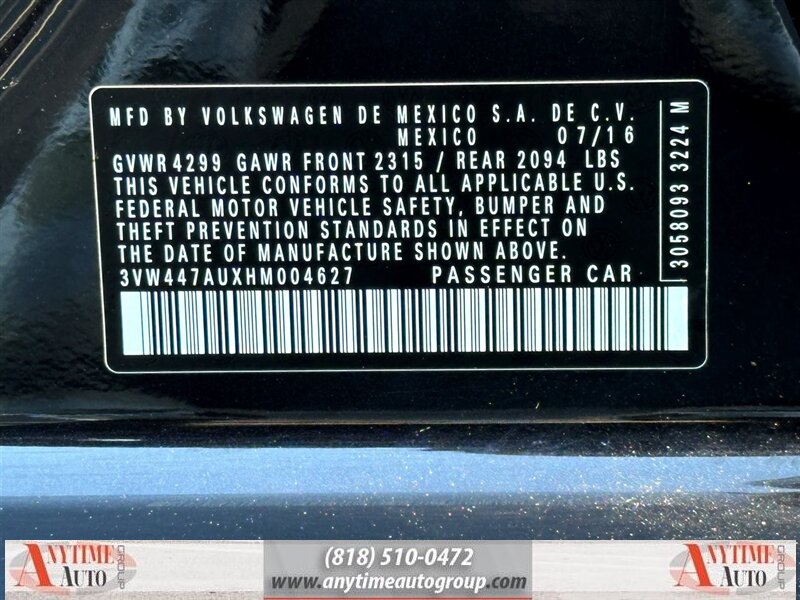 MFD BY VOLKSWAGEN DE MEXICO S.A. DE C.V.
MEXICO 07/16
GVWR 4299 GAWR FRONT 2315 / REAR 2094 LBS
THIS VEHICLE CONFORMS TO ALL APPLICABLE U.S.
FEDERAL MOTOR VEHICLE SAFETY, BUMPER AND
THEFT PREVENTION STANDARDS IN EFFECT ON
THE DATE OF MANUFACTURE SHOWN ABOVE.
3VW447AUXHM004627 PASSENGER CAR
3058093 3224 M
ANYTIME AUTO GROUP
(818) 510-0472
www.anytimeautogroup.com
ANYTIME AUTO GROUP